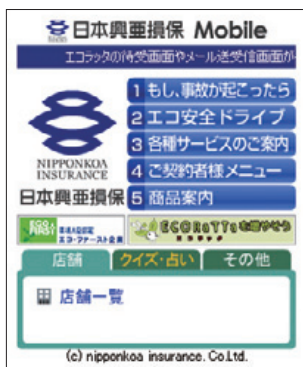 日本興亜損保 Mobile
エコラッタの待受画面やメール送受信画面が
1 もし、事故が起こったら
2 エコ安全ドライブ
3 各種サービスのご案内
4 ご契約者様メニュー
5 商品案内
NIPPONKOA
INSURANCE
日本興亜損保
エコ・ファースト企業
ECORATTA
店舗
クイズ・占い
その他
店舗一覧
(c) nipponkoa insurance. Co.Ltd.